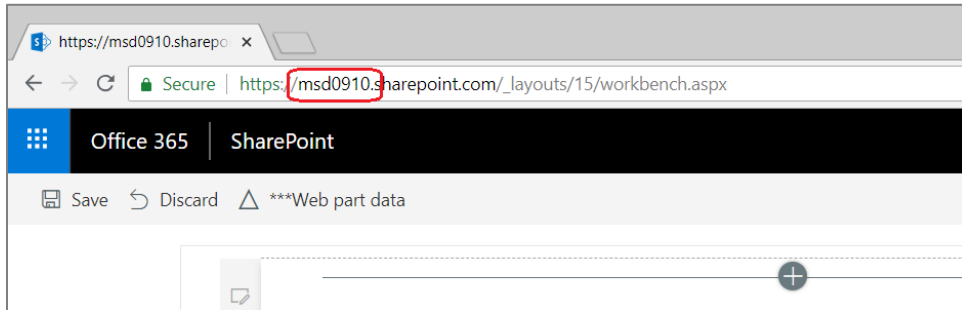 https://msd0910.sharepo
Secure https://msd0910.sharepoint.com/_layouts/15/workbench.aspx
Office 365 SharePoint
Save Discard ***Web part data